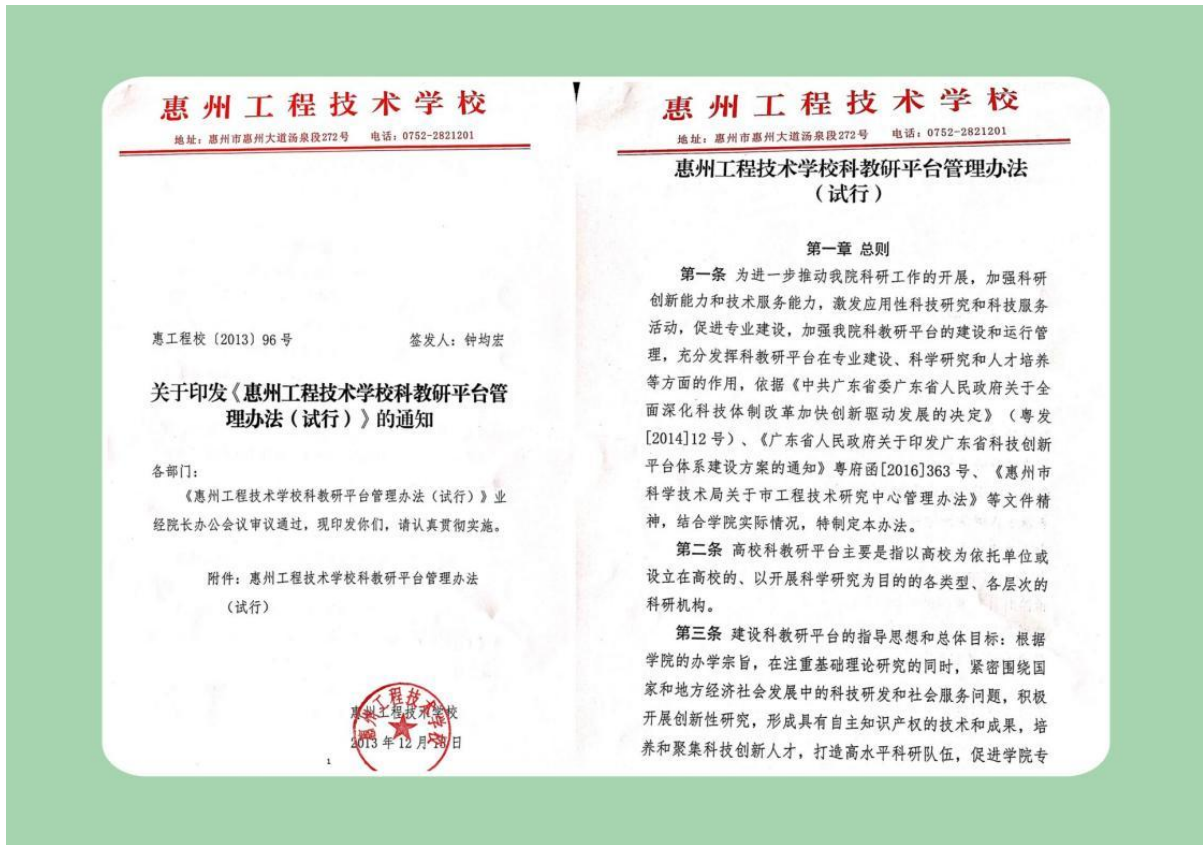 惠州工程技术学校
地址：惠州市惠州大道汤泉段272号 电话：0752-2821201
惠工程校〔2013〕96号 签发人：钟均宏
关于印发《惠州工程技术学校科教研平台管
理办法（试行）》的通知
各部门：
《惠州工程技术学校科教研平台管理办法（试行）》业
经院长办公会议审议通过，现印发你们，请认真贯彻实施。
附件：惠州工程技术学校科教研平台管理办法
（试行）
惠州工程技术学校
惠州工程技术学校
2013年12月 日
1
惠州工程技术学校
地址：惠州市惠州大道汤泉段272号 电话：0752-2821201
惠州工程技术学校科教研平台管理办法
（试行）
第一章 总则
第一条 为进一步推动我院科研工作的开展，加强科研
创新能力和技术服务能力，激发应用性科技研究和科技服务
活动，促进专业建设，加强我院科教研平台的建设和运行管
理，充分发挥科教研平台在专业建设、科学研究和人才培养
等方面的作用，依据《中共广东省委广东省人民政府关于全
面深化科技体制改革加快创新驱动发展的决定》（粤发
[2014]12号）、《广东省人民政府关于印发广东省科技创新
平台体系建设方案的通知》粤府函[2016]363号、《惠州市
科学技术局关于市工程技术研究中心管理办法》等文件精
神，结合学院实际情况，特制定本办法。
第二条 高校科教研平台主要是指以高校为依托单位或
设立在高校的、以开展科学研究为目的的各类型、各层次的
科研机构。
第三条 建设科教研平台的指导思想和总体目标：根据
学院的办学宗旨，在注重基础理论研究的同时，紧密围绕国
家和地方经济社会发展中的科技研发和社会服务问题，积极
开展创新性研究，形成具有自主知识产权的技术和成果，培
养和聚集科技创新人才，打造高水平科研队伍，促进学院专